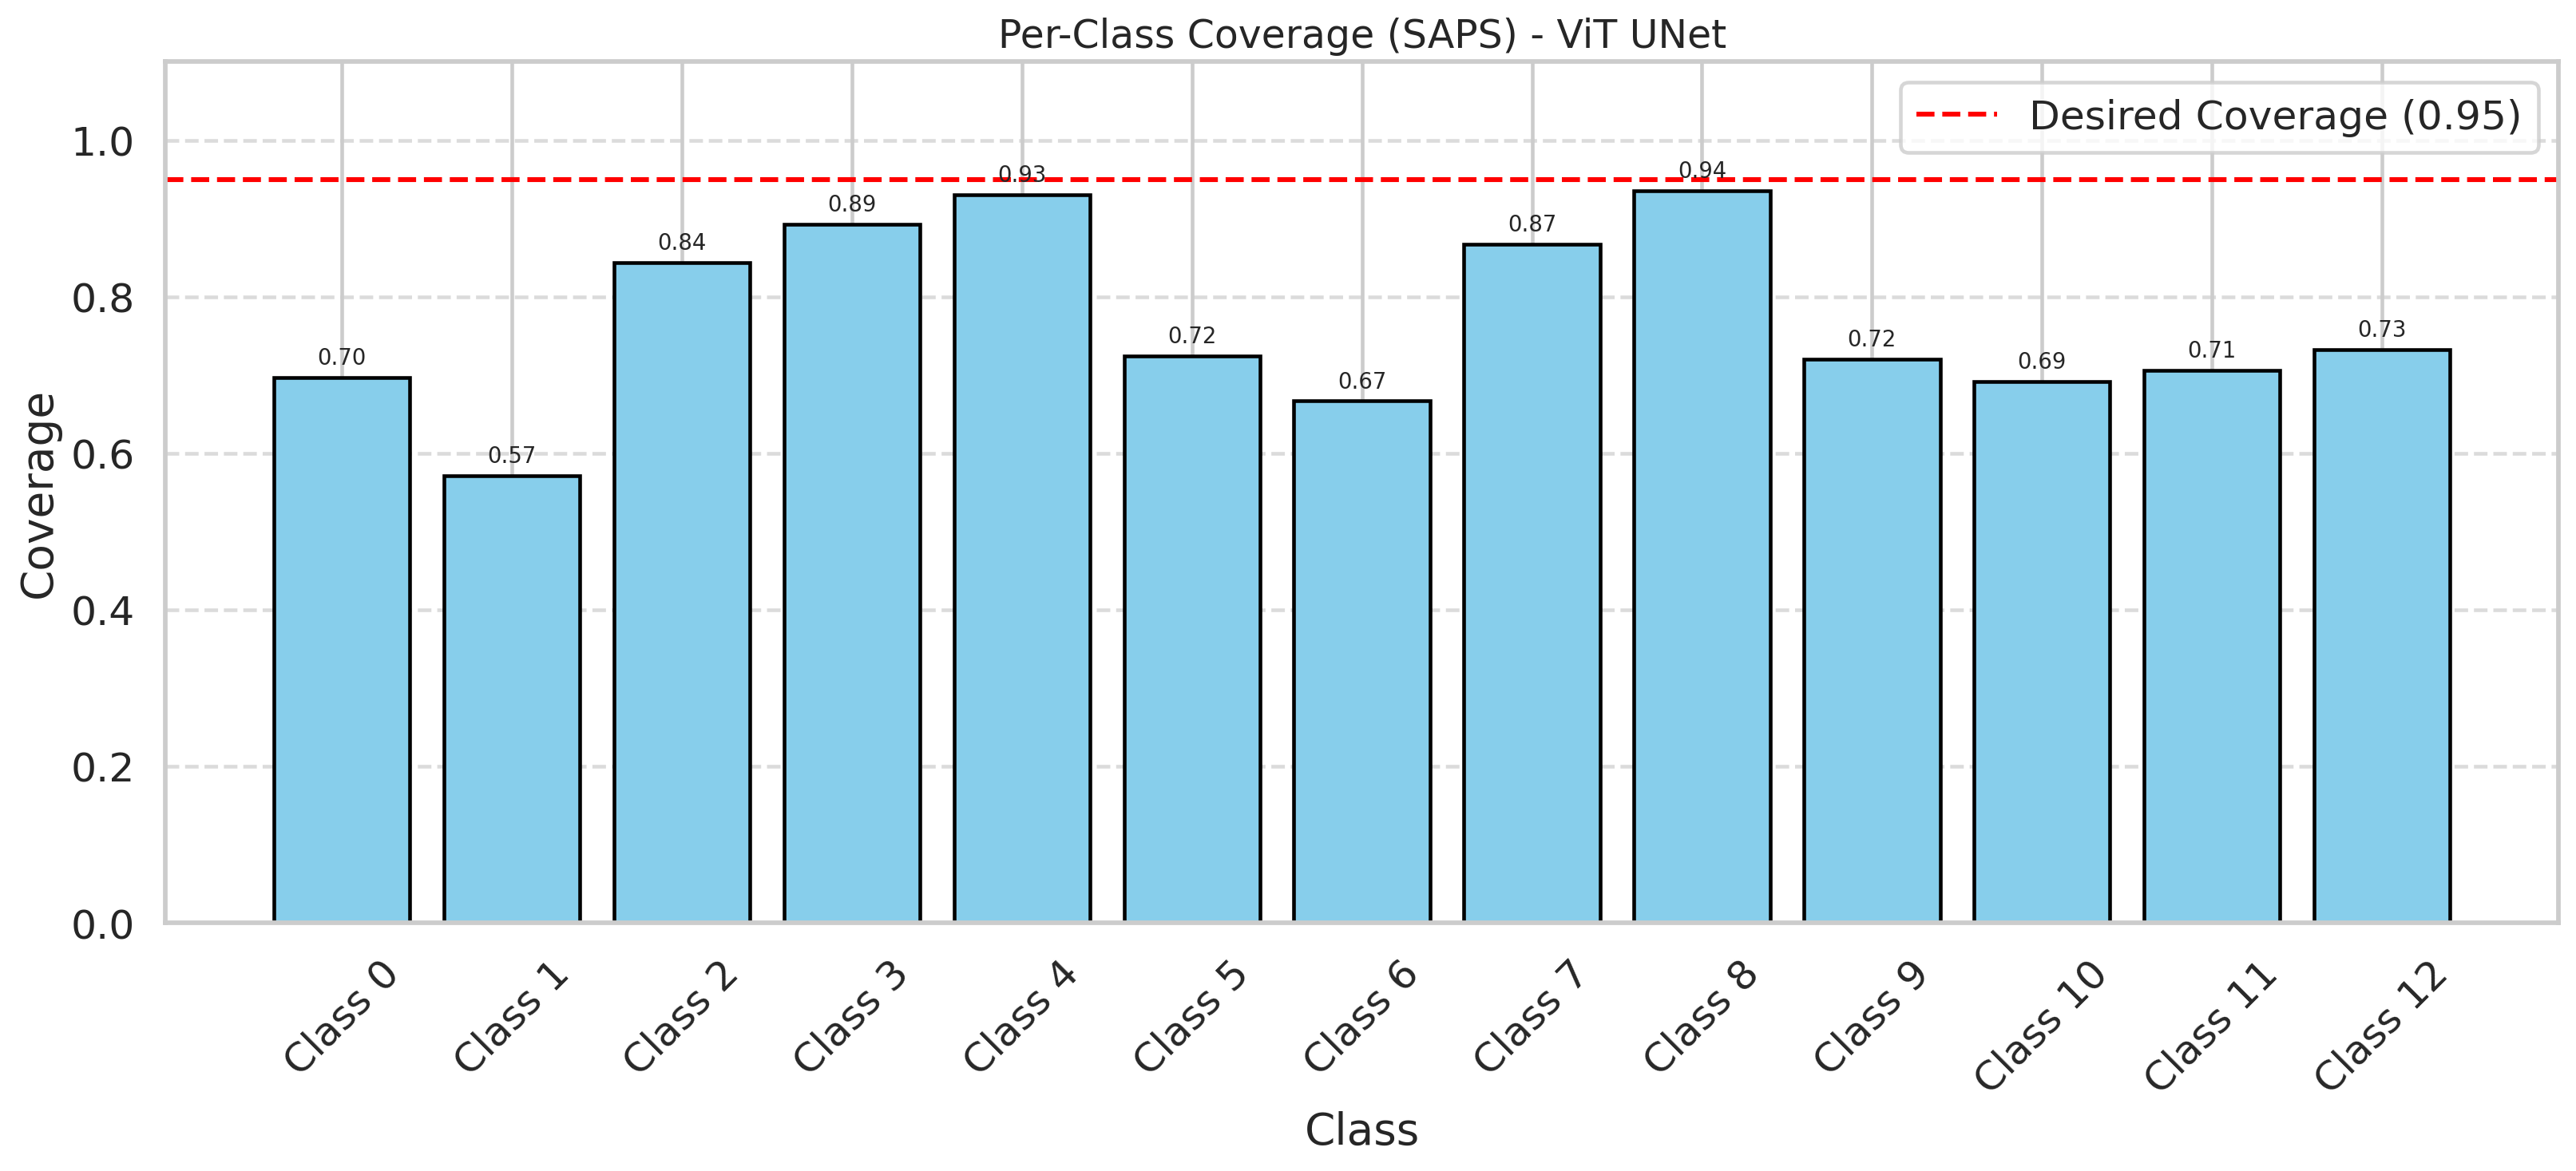 Per-Class Coverage (SAPS) - ViT UNet
Desired Coverage (0.95)
Coverage
1.0
0.8
0.6
0.4
0.2
0.0
0.70
0.57
0.84
0.89
0.93
0.72
0.67
0.87
0.94
0.72
0.69
0.71
0.73
Class 0
Class 1
Class 2
Class 3
Class 4
Class 5
Class 6
Class 7
Class 8
Class 9
Class 10
Class 11
Class 12
Class